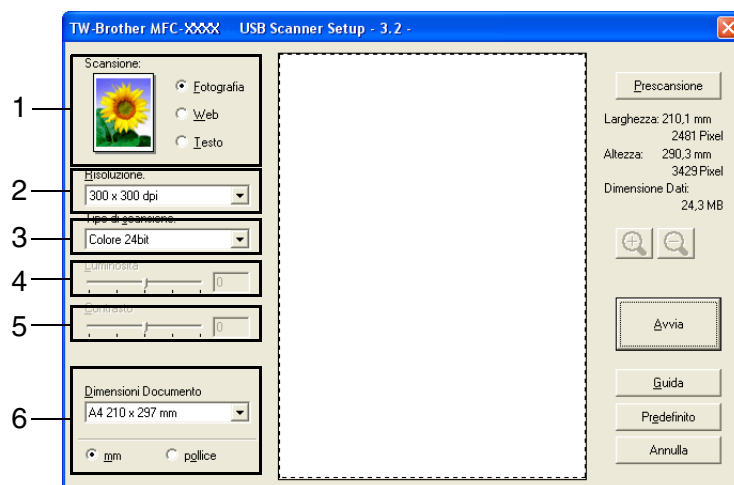 TW-Brother MFC-XXXX USB Scanner Setup - 3.2 -
1
Scansione:
Fotografia
Web
Testo
2
Risoluzione.
300 x 300 dpi
3
Tipo di scansione.
Colore 24bit
4
Luminosità
0
5
Contrasto
0
6
Dimensioni Documento
A4 210 x 297 mm
mm pollice
Prescansione
Larghezza: 210,1 mm
2481 Pixel
Altezza: 290,3 mm
3429 Pixel
Dimensione Dati:
24,3 MB
Avvia
Guida
Predefinito
Annulla